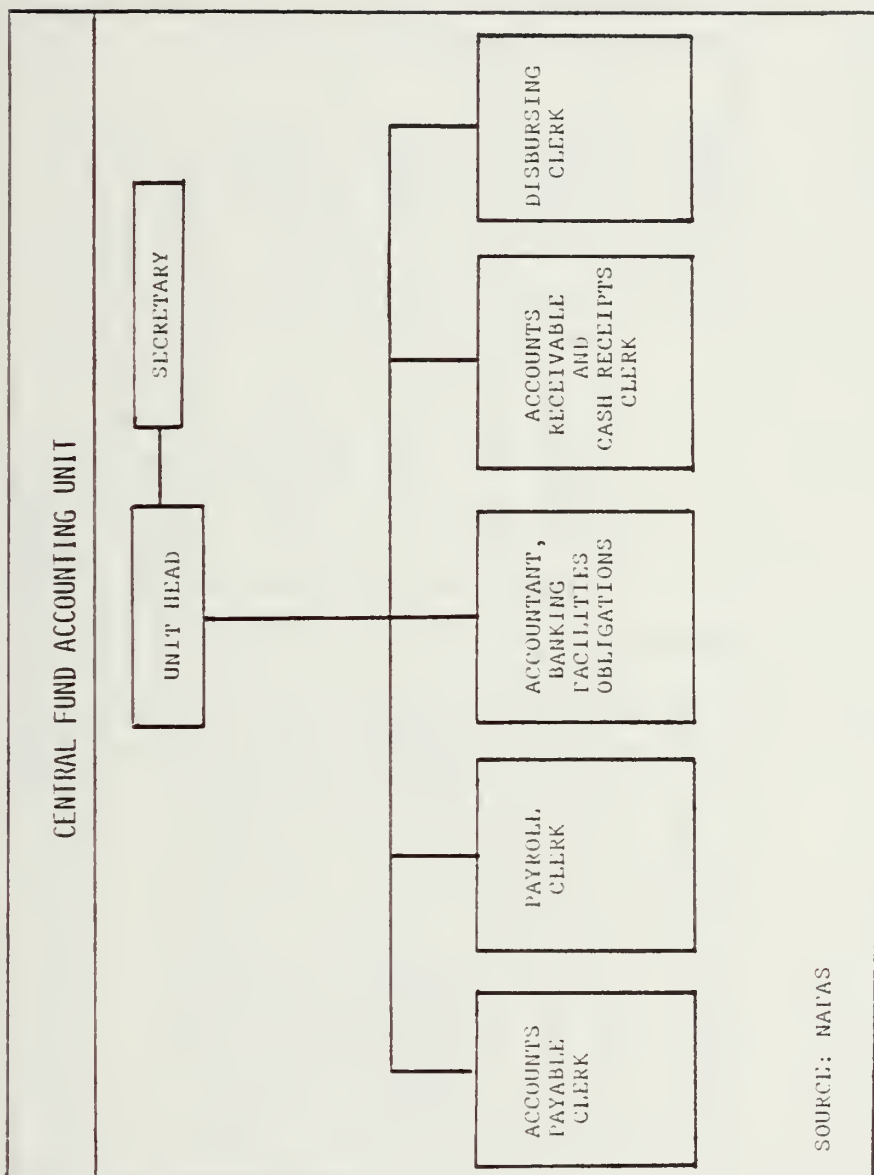 CENTRAL FUND ACCOUNTING UNIT
UNIT HEAD
SECRETARY
ACCOUNTS
PAYABLE
CLERK
PAYROLL
CLERK
ACCOUNTANT,
BANKING
FACILITIES
OBLIGATIONS
ACCOUNTS
RECEIVABLE
AND
CASH RECEIPTS
CLERK
DISBURSING
CLERK
SOURCE: NAFAS